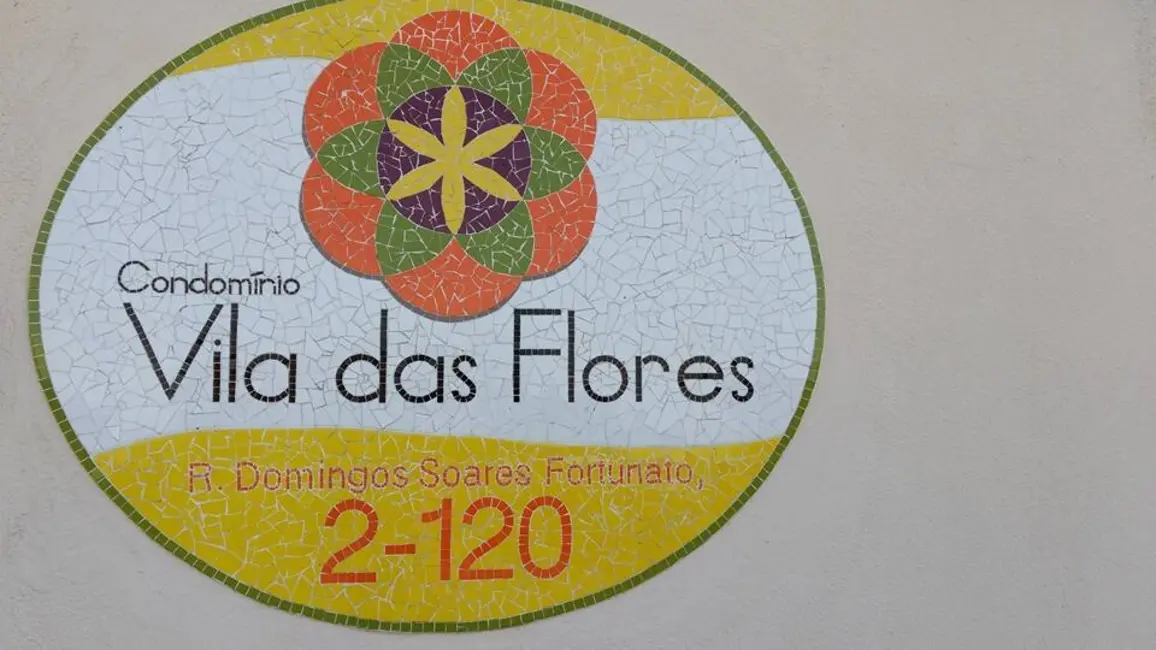 Condomínio
Vila das Flores
R. Domingos Soares Fortunato,
2-120